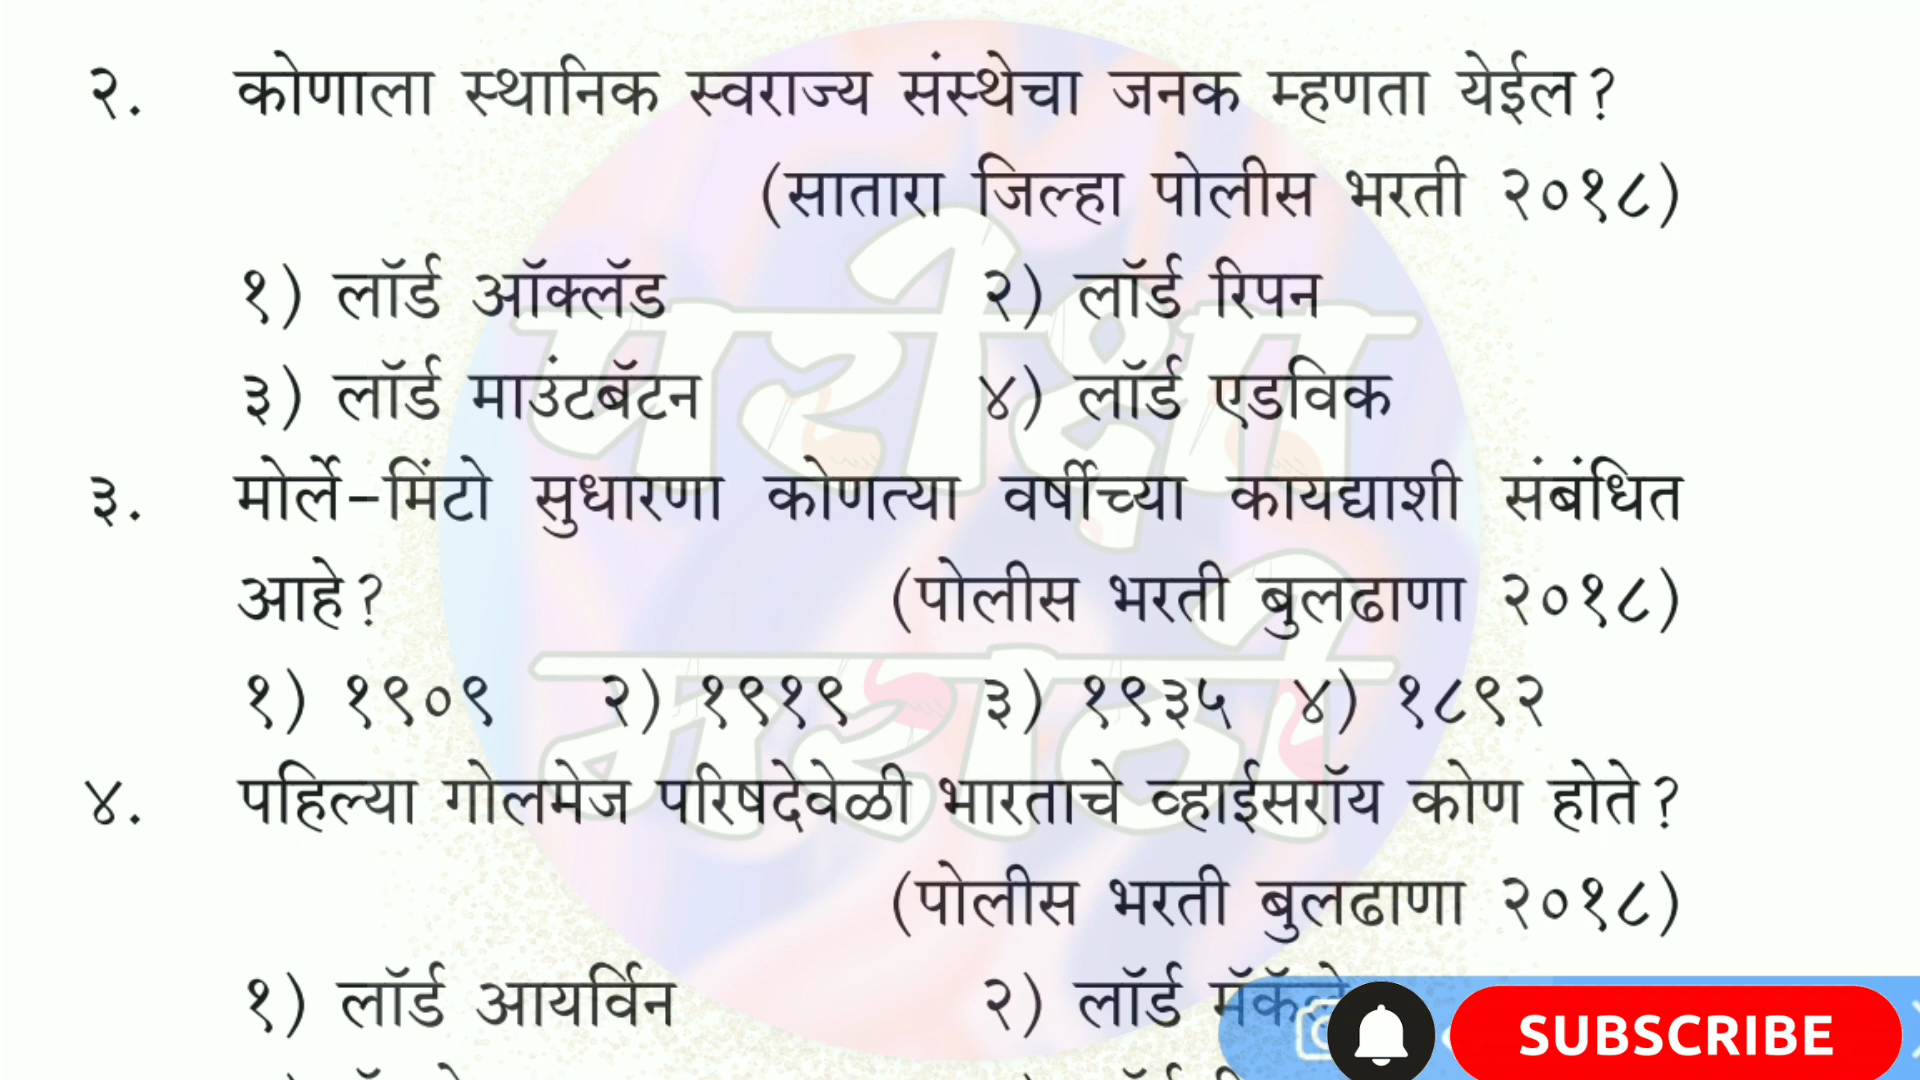 २. कोणाला स्थानिक स्वराज्य संस्थेचा जनक म्हणता येईल?
(सातारा जिल्हा पोलीस भरती २०१८)
१) लॉर्ड ऑक्लॅड २) लॉर्ड रिपन
३) लॉर्ड माउंटबॅटन ४) लॉर्ड एडविक
३. मोर्ले-मिंटो सुधारणा कोणत्या वर्षीच्या कायद्याशी संबंधित
आहे? (पोलीस भरती बुलढाणा २०१८)
१) १९०९ २) १९१९ ३) १९३५ ४) १८९२
४. पहिल्या गोलमेज परिषदेवेळी भारताचे व्हाईसरॉय कोण होते?
(पोलीस भरती बुलढाणा २०१८)
१) लॉर्ड आयर्विन २) लॉर्ड
SUBSCRIBE
परीक्षा
मराठी